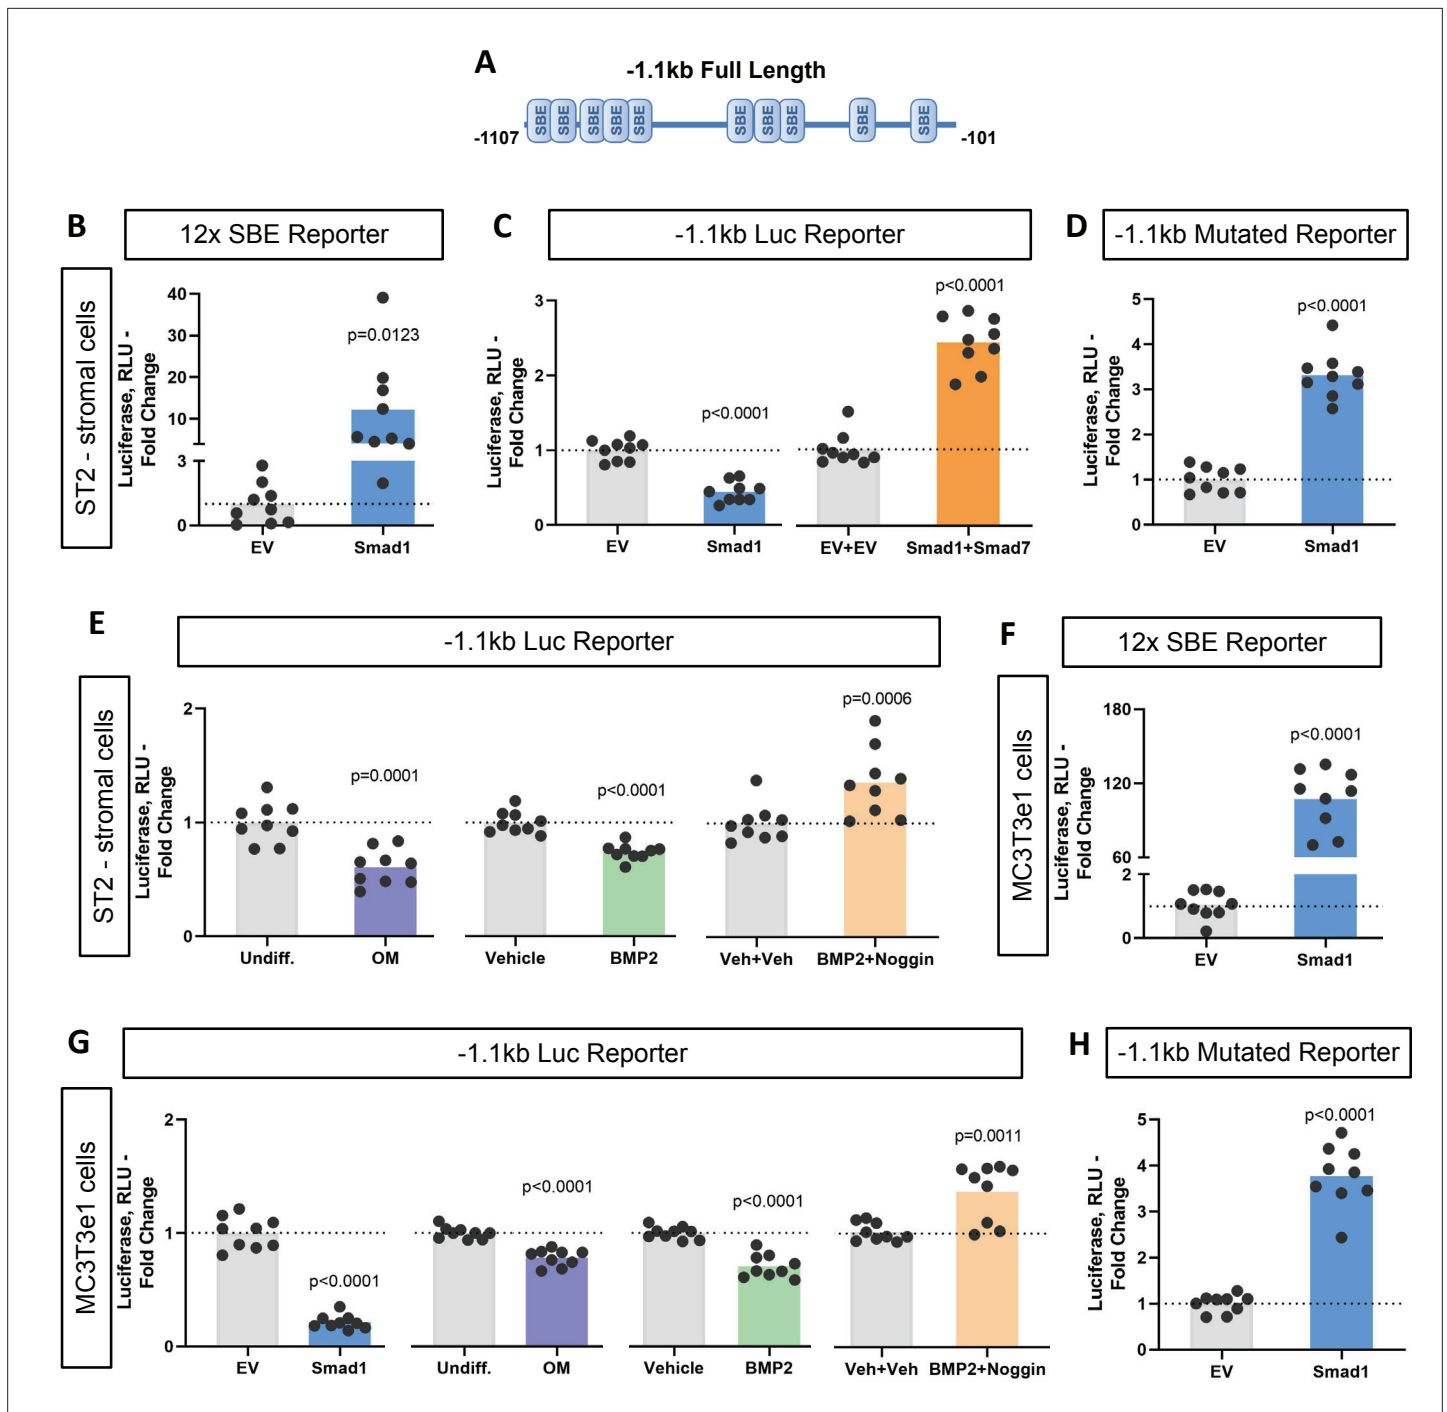 A
-1.1kb Full Length
SBE SBE SBE SBE SBE SBE SBE SBE SBE SBE
-1107
-101
B
12x SBE Reporter
C
-1.1kb Luc Reporter
D
-1.1kb Mutated Reporter
ST2 - stromal cells
Luciferase, RLU -
Fold Change
40
30
20
10
3
0
p=0.0123
EV
Smad1
Luciferase, RLU -
Fold Change
3
2
1
0
p<0.0001
p<0.0001
EV
Smad1
EV+EV
Smad1+Smad7
Luciferase, RLU -
Fold Change
5
4
3
2
1
0
p<0.0001
EV
Smad1
E
-1.1kb Luc Reporter
F
12x SBE Reporter
ST2 - stromal cells
Luciferase, RLU -
Fold Change
2
1
0
p=0.0001
p<0.0001
p=0.0006
Undiff.
OM
Vehicle
BMP2
Veh+Veh
BMP2+Noggin
MC3T3e1 cells
Luciferase, RLU -
Fold Change
180
120
60
2
0
p<0.0001
EV
Smad1
G
-1.1kb Luc Reporter
H
-1.1kb Mutated Reporter
MC3T3e1 cells
Luciferase, RLU -
Fold Change
2
1
0
p<0.0001
p<0.0001
p<0.0001
p=0.0011
EV
Smad1
Undiff.
OM
Vehicle
BMP2
Veh+Veh
BMP2+Noggin
Luciferase, RLU -
Fold Change
5
4
3
2
1
0
p<0.0001
EV
Smad1